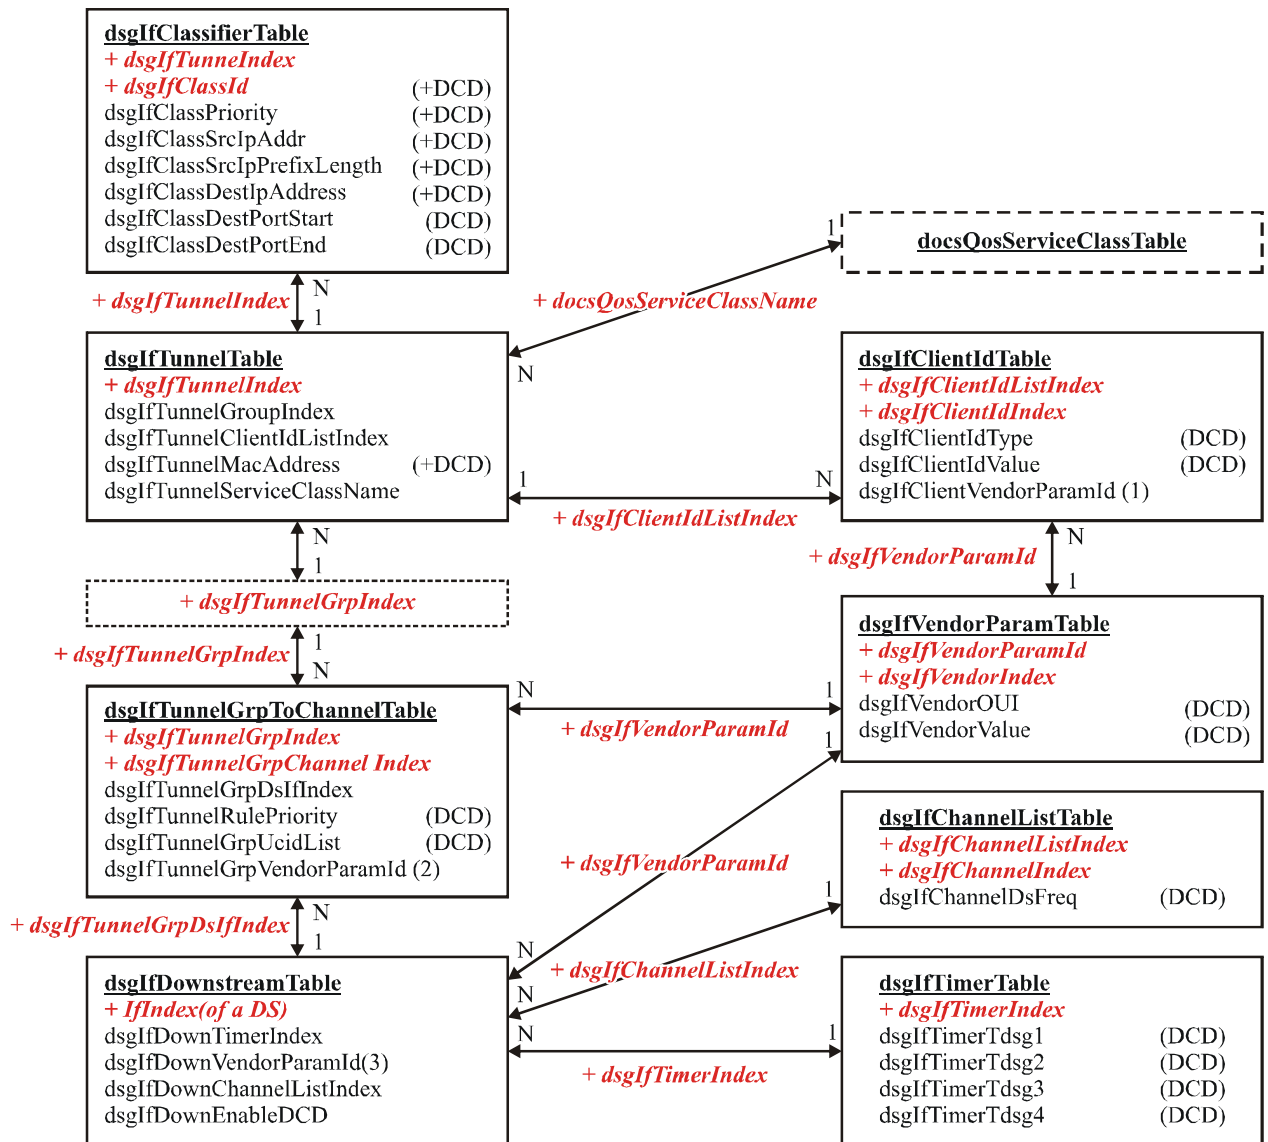 dsgIfClassifierTable
+ dsgIfTunneIndex
+ dsgIfClassId (+DCD)
dsgIfClassPriority (+DCD)
dsgIfClassSrcIpAddr (+DCD)
dsgIfClassSrcIpPrefixLength (+DCD)
dsgIfClassDestIpAddress (+DCD)
dsgIfClassDestPortStart (DCD)
dsgIfClassDestPortEnd (DCD)
1
docsQosServiceClassTable
N
+ dsgIfTunnelIndex
1
+ docsQosServiceClassName
N
dsgIfTunnelTable
+ dsgIfTunnelIndex
dsgIfTunnelGroupIndex
dsgIfTunnelClientIdListIndex
dsgIfTunnelMacAddress (+DCD)
dsgIfTunnelServiceClassName
dsgIfClientIdTable
+ dsgIfClientIdListIndex
+ dsgIfClientIdIndex
dsgIfClientIdType (DCD)
dsgIfClientIdValue (DCD)
dsgIfClientVendorParamId (1)
1 N
+ dsgIfClientIdListIndex
N
1
+ dsgIfTunnelGrpIndex
N
+ dsgIfVendorParamId
1
1
+ dsgIfTunnelGrpIndex
N
dsgIfVendorParamTable
+ dsgIfVendorParamId
+ dsgIfVendorIndex
dsgIfVendorOUI (DCD)
dsgIfVendorValue (DCD)
dsgIfTunnelGrpToChannelTable
+ dsgIfTunnelGrpIndex
+ dsgIfTunnelGrpChannel Index
dsgIfTunnelGrpDsIfIndex
dsgIfTunnelRulePriority (DCD)
dsgIfTunnelGrpUcidList (DCD)
dsgIfTunnelGrpVendorParamId (2)
N 1
+ dsgIfVendorParamId
1
+ dsgIfVendorParamId
N
dsgIfChannelListTable
+ dsgIfChannelListIndex
+ dsgIfChannelIndex
dsgIfChannelDsFreq (DCD)
N
+ dsgIfTunnelGrpDsIfIndex
1
1
+ dsgIfChannelListIndex
N
dsgIfDownstreamTable
+ IfIndex(of a DS)
dsgIfDownTimerIndex
dsgIfDownVendorParamId(3)
dsgIfDownChannelListIndex
dsgIfDownEnableDCD
N 1
+ dsgIfTimerIndex
dsgIfTimerTable
+ dsgIfTimerIndex
dsgIfTimerTdsg1 (DCD)
dsgIfTimerTdsg2 (DCD)
dsgIfTimerTdsg3 (DCD)
dsgIfTimerTdsg4 (DCD)